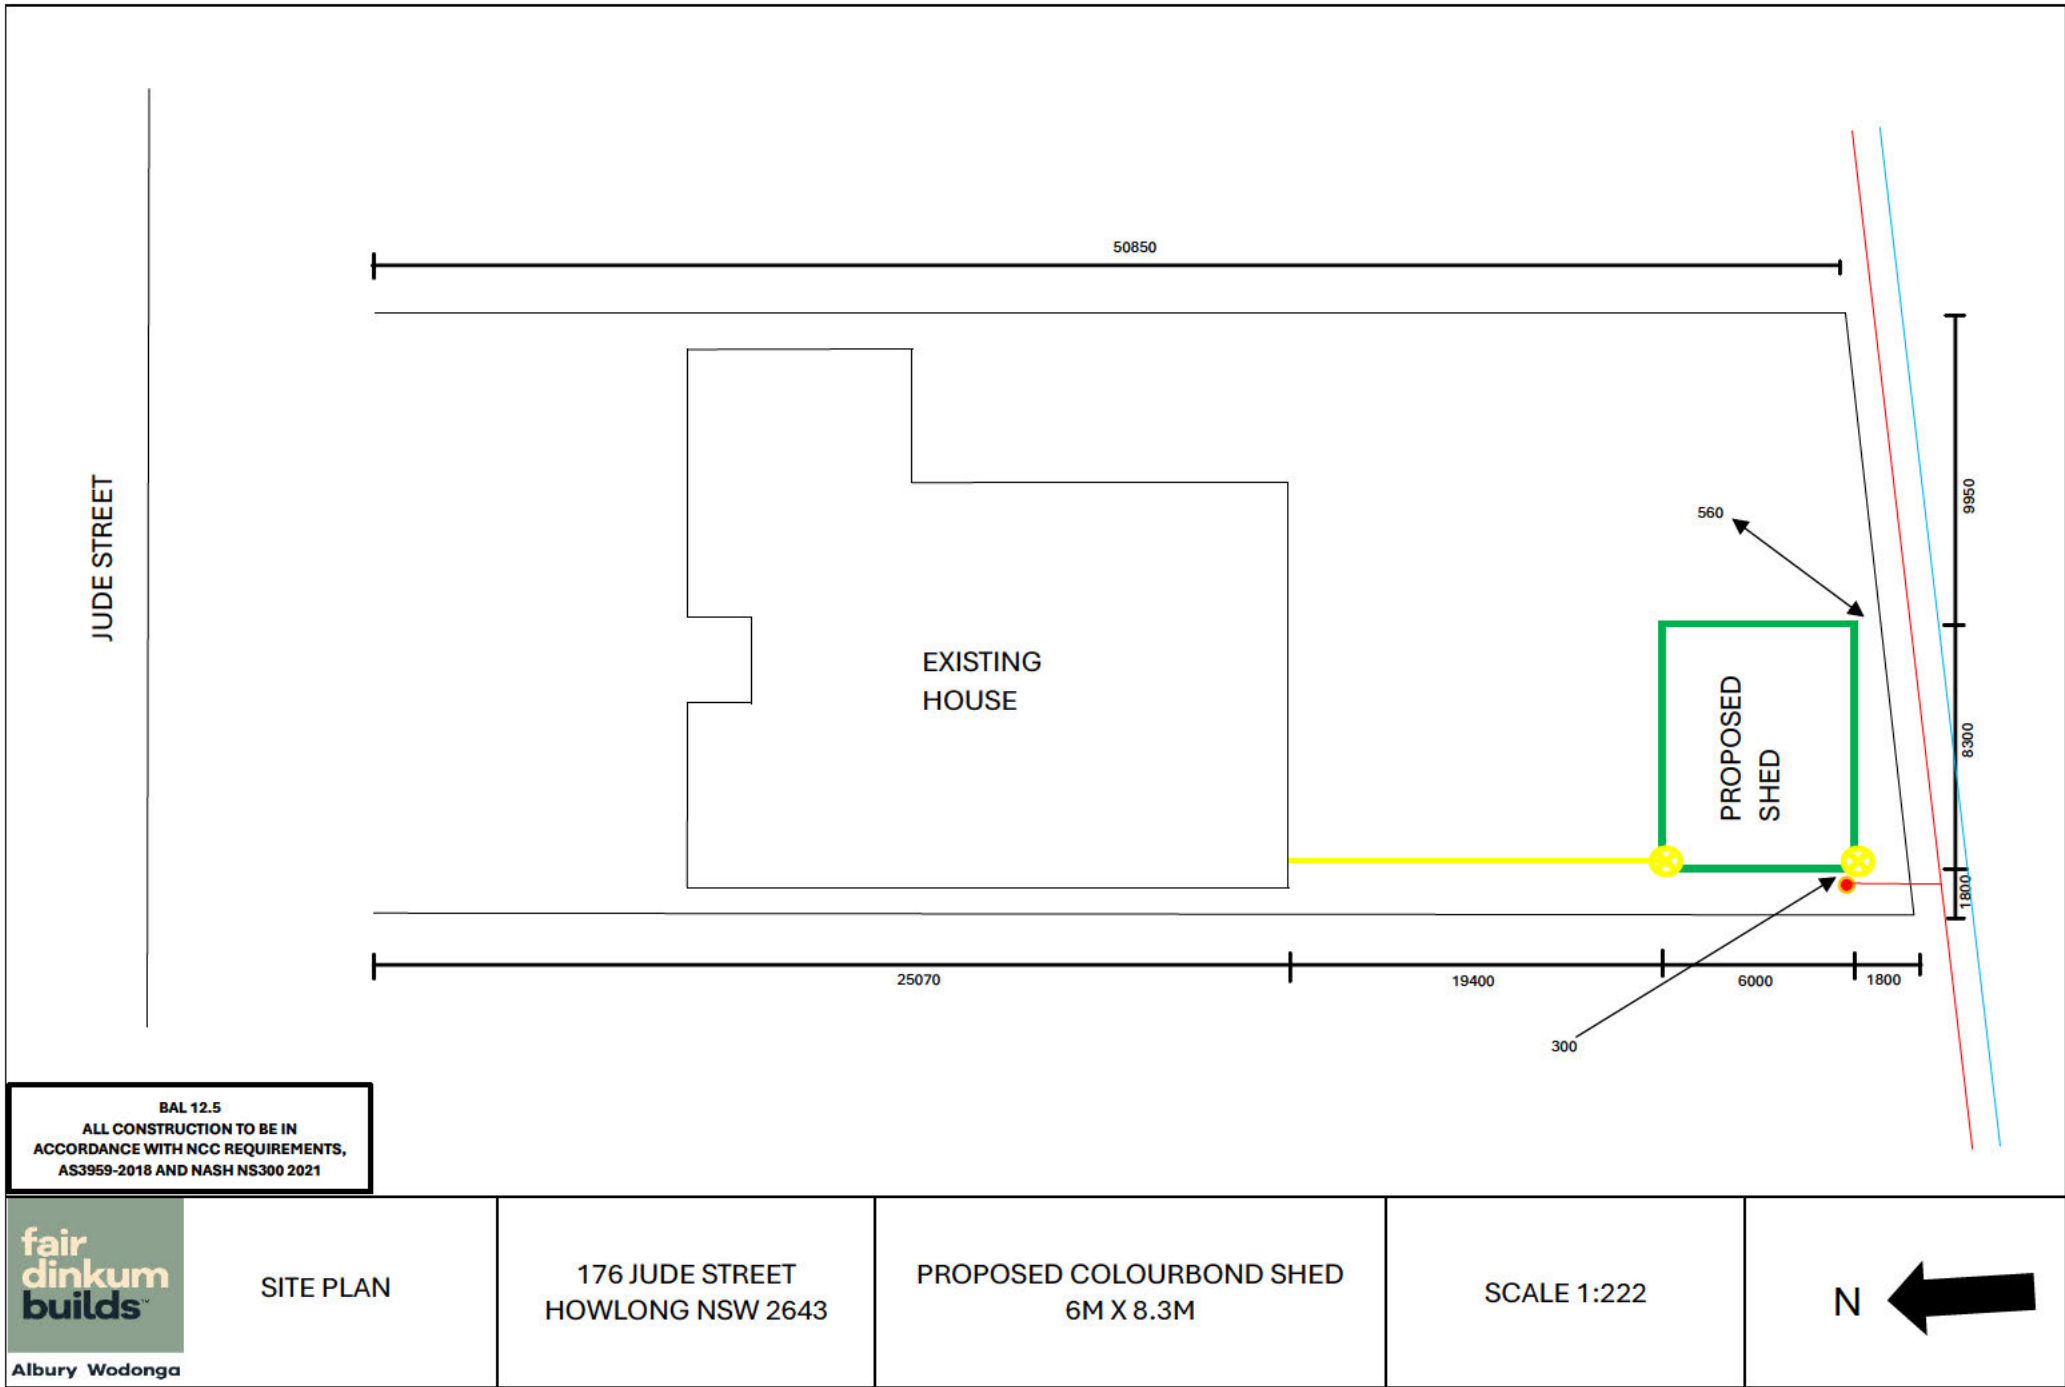 50850
JUDE STREET
9950
560
EXISTING
HOUSE
PROPOSED
SHED
8300
1800
25070
19400
6000
1800
300
BAL 12.5
ALL CONSTRUCTION TO BE IN
ACCORDANCE WITH NCC REQUIREMENTS,
AS3959-2018 AND NASH NS300 2021
fair
dinkum
builds™
Albury Wodonga
SITE PLAN
176 JUDE STREET
HOWLONG NSW 2643
PROPOSED COLOURBOND SHED
6M X 8.3M
SCALE 1:222
N